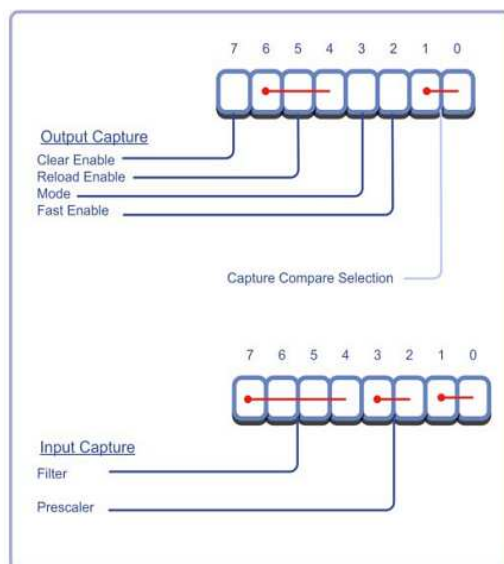 7 6 5 4 3 2 1 0
Output Capture
Clear Enable
Reload Enable
Mode
Fast Enable
Capture Compare Selection
7 6 5 4 3 2 1 0
Input Capture
Filter
Prescaler